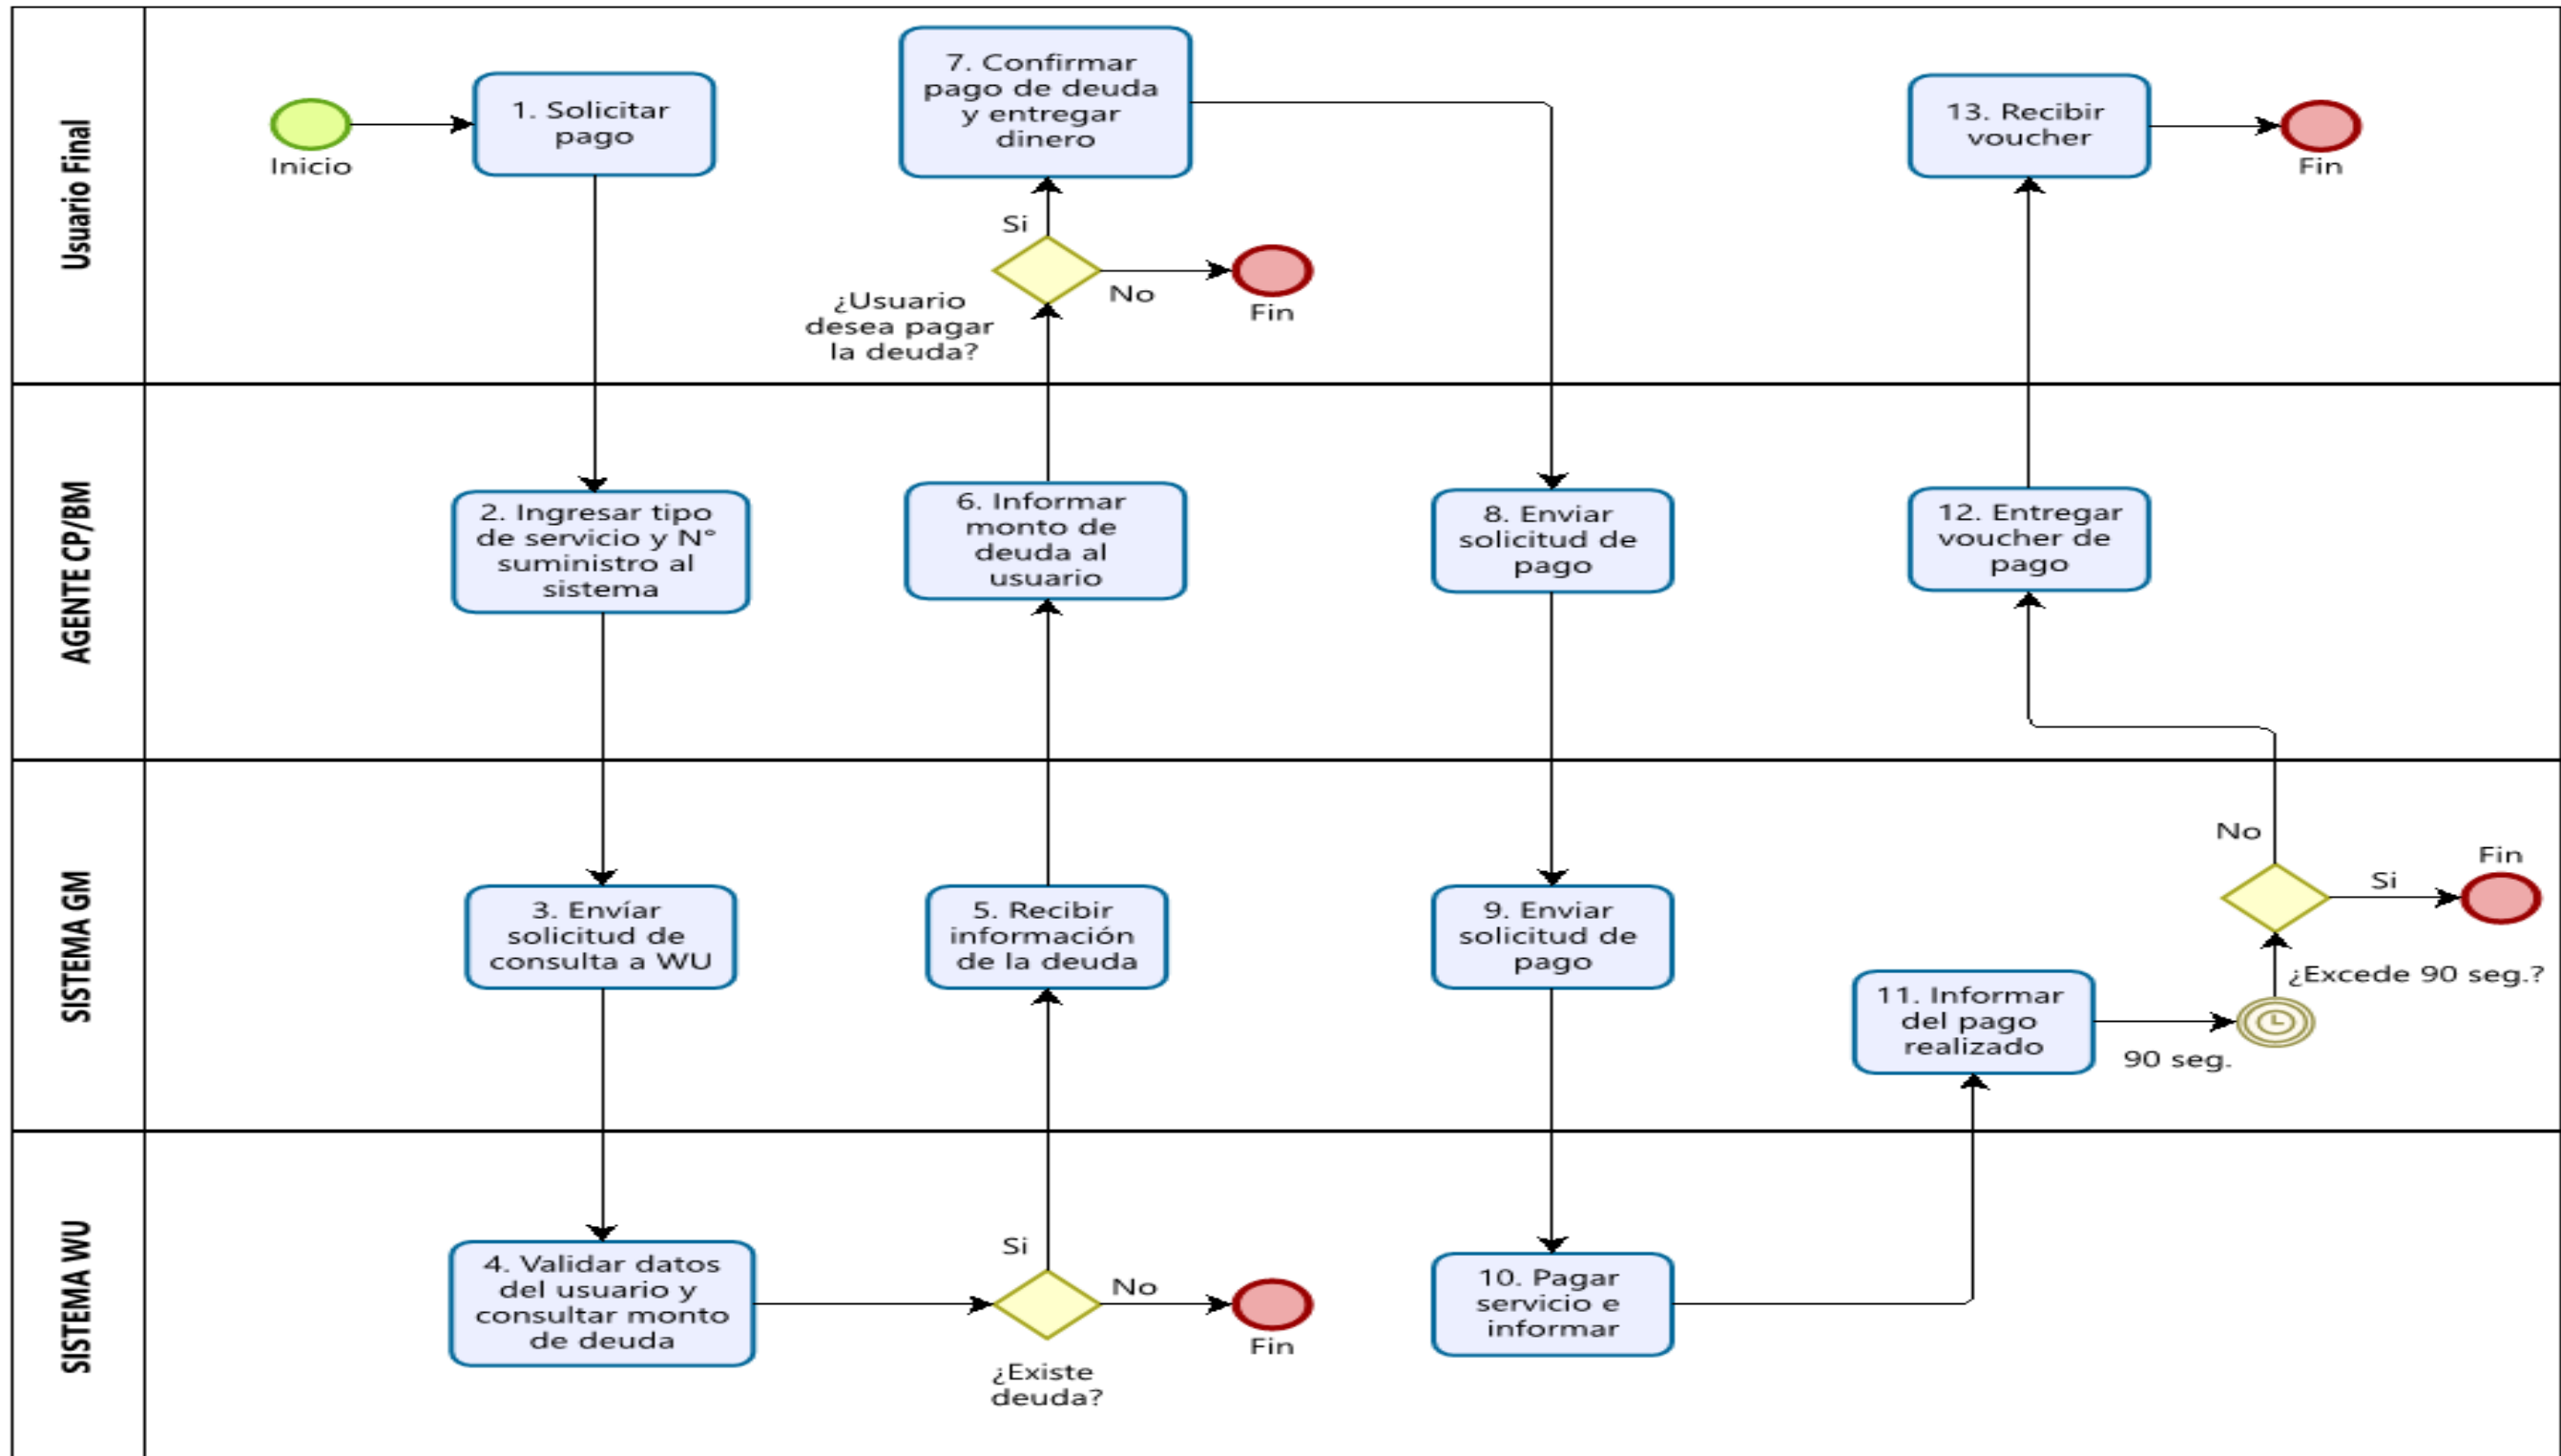 Usuario Final
Inicio
1. Solicitar
pago
7. Confirmar
pago de deuda
y entregar
dinero
Si
No
¿Usuario
desea pagar
la deuda?
Fin
13. Recibir
voucher
Fin
AGENTE CP/BM
2. Ingresar tipo
de servicio y N°
suministro al
sistema
6. Informar
monto de
deuda al
usuario
8. Enviar
solicitud de
pago
12. Entregar
voucher de
pago
SISTEMA GM
3. Envíar
solicitud de
consulta a WU
5. Recibir
información
de la deuda
9. Enviar
solicitud de
pago
11. Informar
del pago
realizado
90 seg.
¿Excede 90 seg.?
No
Si
Fin
SISTEMA WU
4. Validar datos
del usuario y
consultar monto
de deuda
Si
No
¿Existe
deuda?
Fin
10. Pagar
servicio e
informar